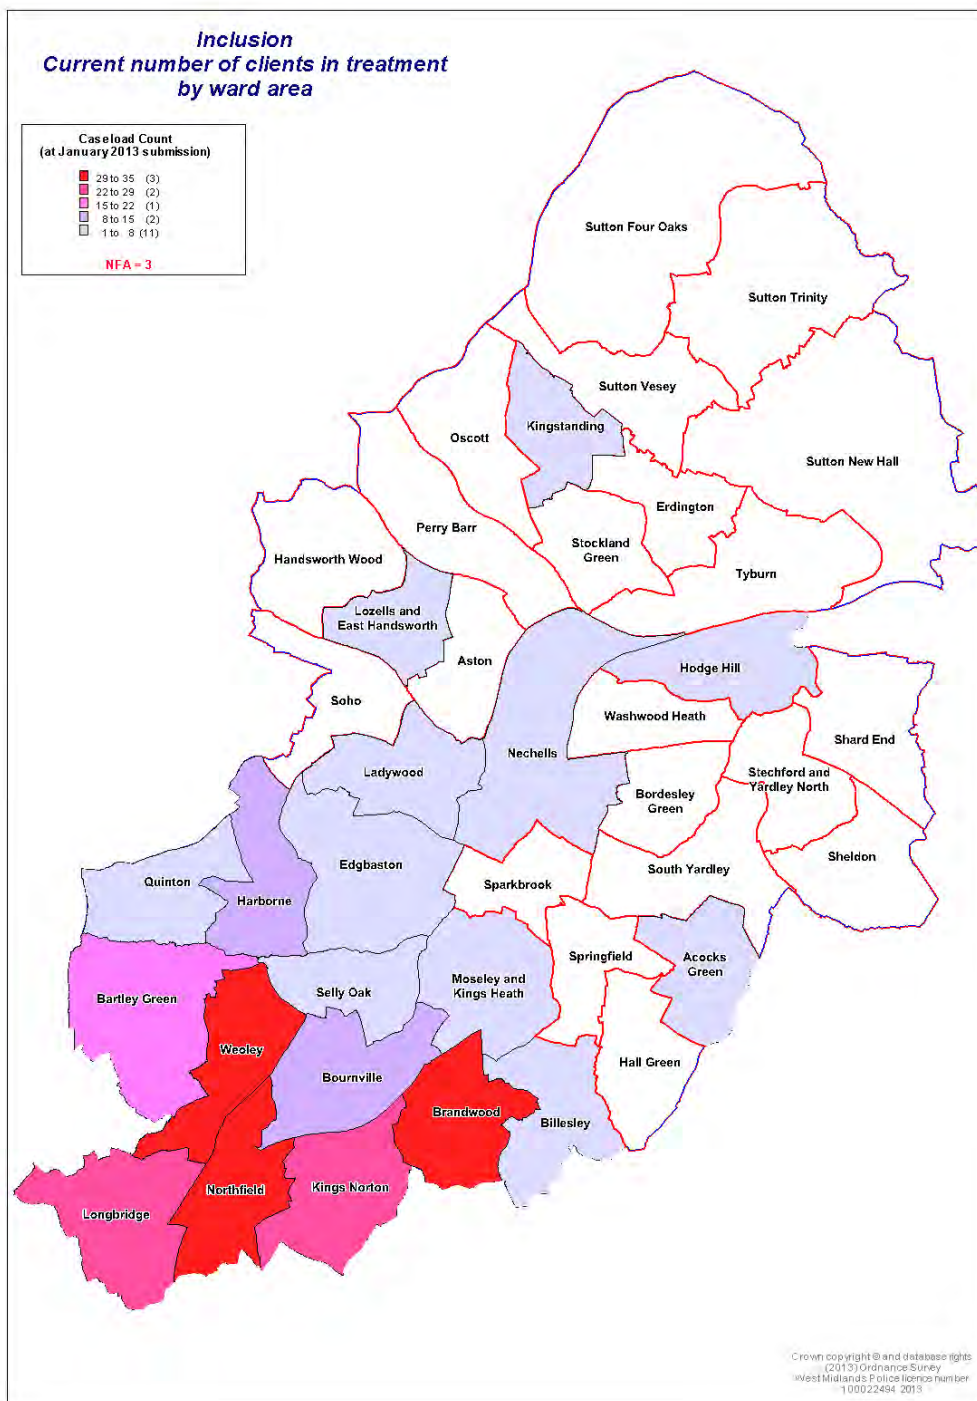 Inclusion
Current number of clients in treatment
by ward area
Caseload Count
(at January 2013 submission)
29 to 35 (3)
22 to 29 (2)
15 to 22 (1)
8 to 15 (2)
1 to 8 (11)
NFA = 3
Sutton Four Oaks
Sutton Trinity
Sutton Vesey
Kingstanding
Oscott
Sutton New Hall
Erdington
Perry Barr
Stockland
Green
Handsworth Wood
Tyburn
Lozells and
East Handsworth
Aston
Hodge Hill
Soho
Washwood Heath
Shard End
Nechells
Ladywood
Stechford and
Yardley North
Bordesley
Green
Edgbaston
Sheldon
South Yardley
Quinton
Sparkbrook
Harborne
Springfield
Acocks
Green
Moseley and
Kings Heath
Selly Oak
Bartley Green
Weoley
Hall Green
Bournville
Brandwood
Billesley
Kings Norton
Northfield
Longbridge
Crown copyright © and database rights
(2013) Ordnance Survey
West Midlands Police licence number
100022494 2013